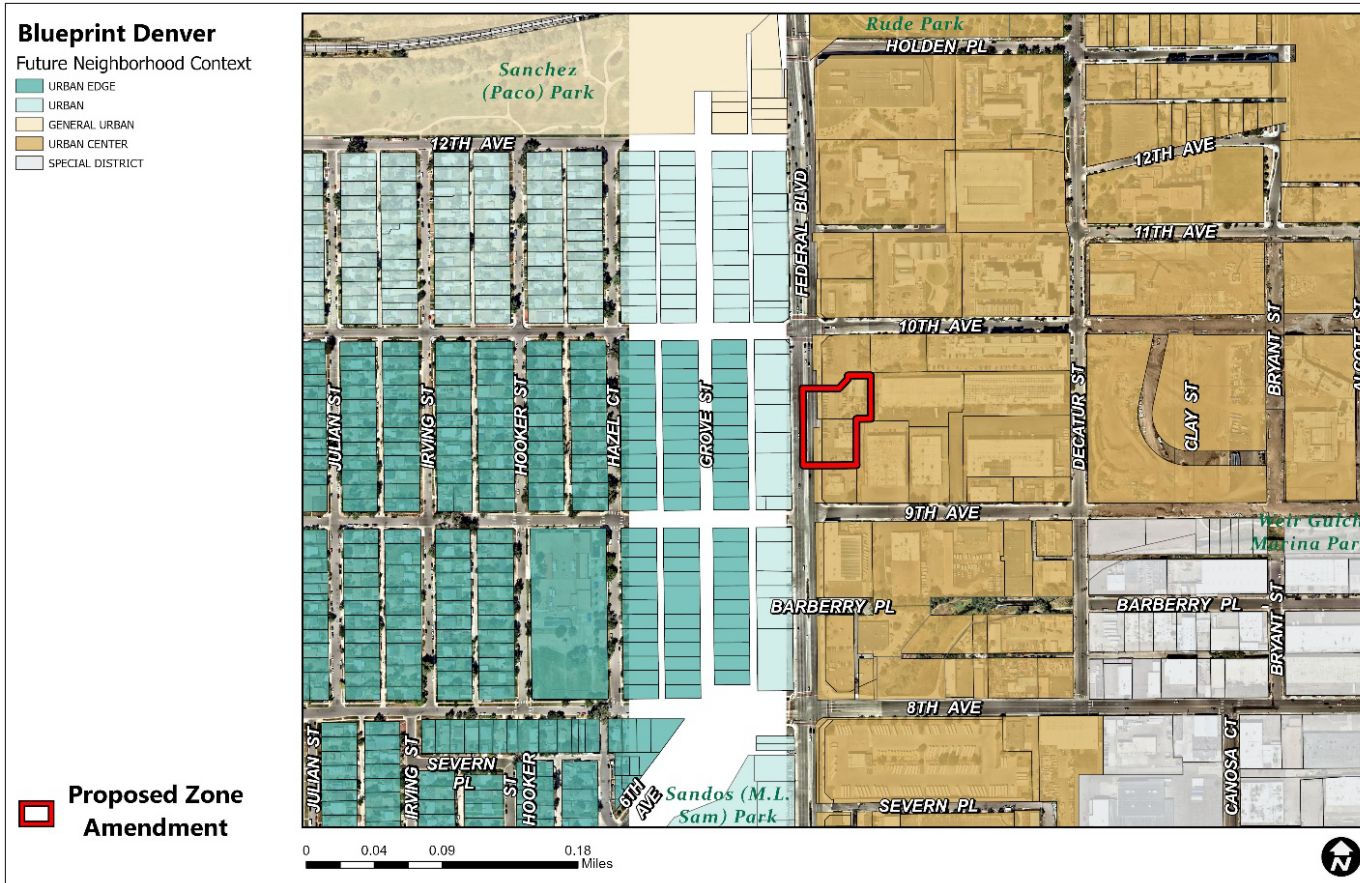 Blueprint Denver
Future Neighborhood Context
URBAN EDGE
URBAN
GENERAL URBAN
URBAN CENTER
SPECIAL DISTRICT
Rude Park
HOLDEN PL
Sanchez
(Paco) Park
12TH AVE
12TH AVE
FEDERAL BLVD
11TH AVE
10TH AVE
JULIAN ST
IRVING ST
HOOKER ST
HAZEL CT
GROVE ST
DECATUR ST
CLAY ST
BRYANT ST
ALCOTT ST
9TH AVE
Weir Gulch
Marina Par
BARBERRY PL
BARBERRY PL
BRYANT ST
8TH AVE
JULIAN ST
IRVING ST
SEVERN
PL
HOOKER
ST
6TH
AVE
Sandos (M.L.
Sam) Park
SEVERN PL
CANOSA CT
Proposed Zone
Amendment
0 0.04 0.09 0.18
Miles
N